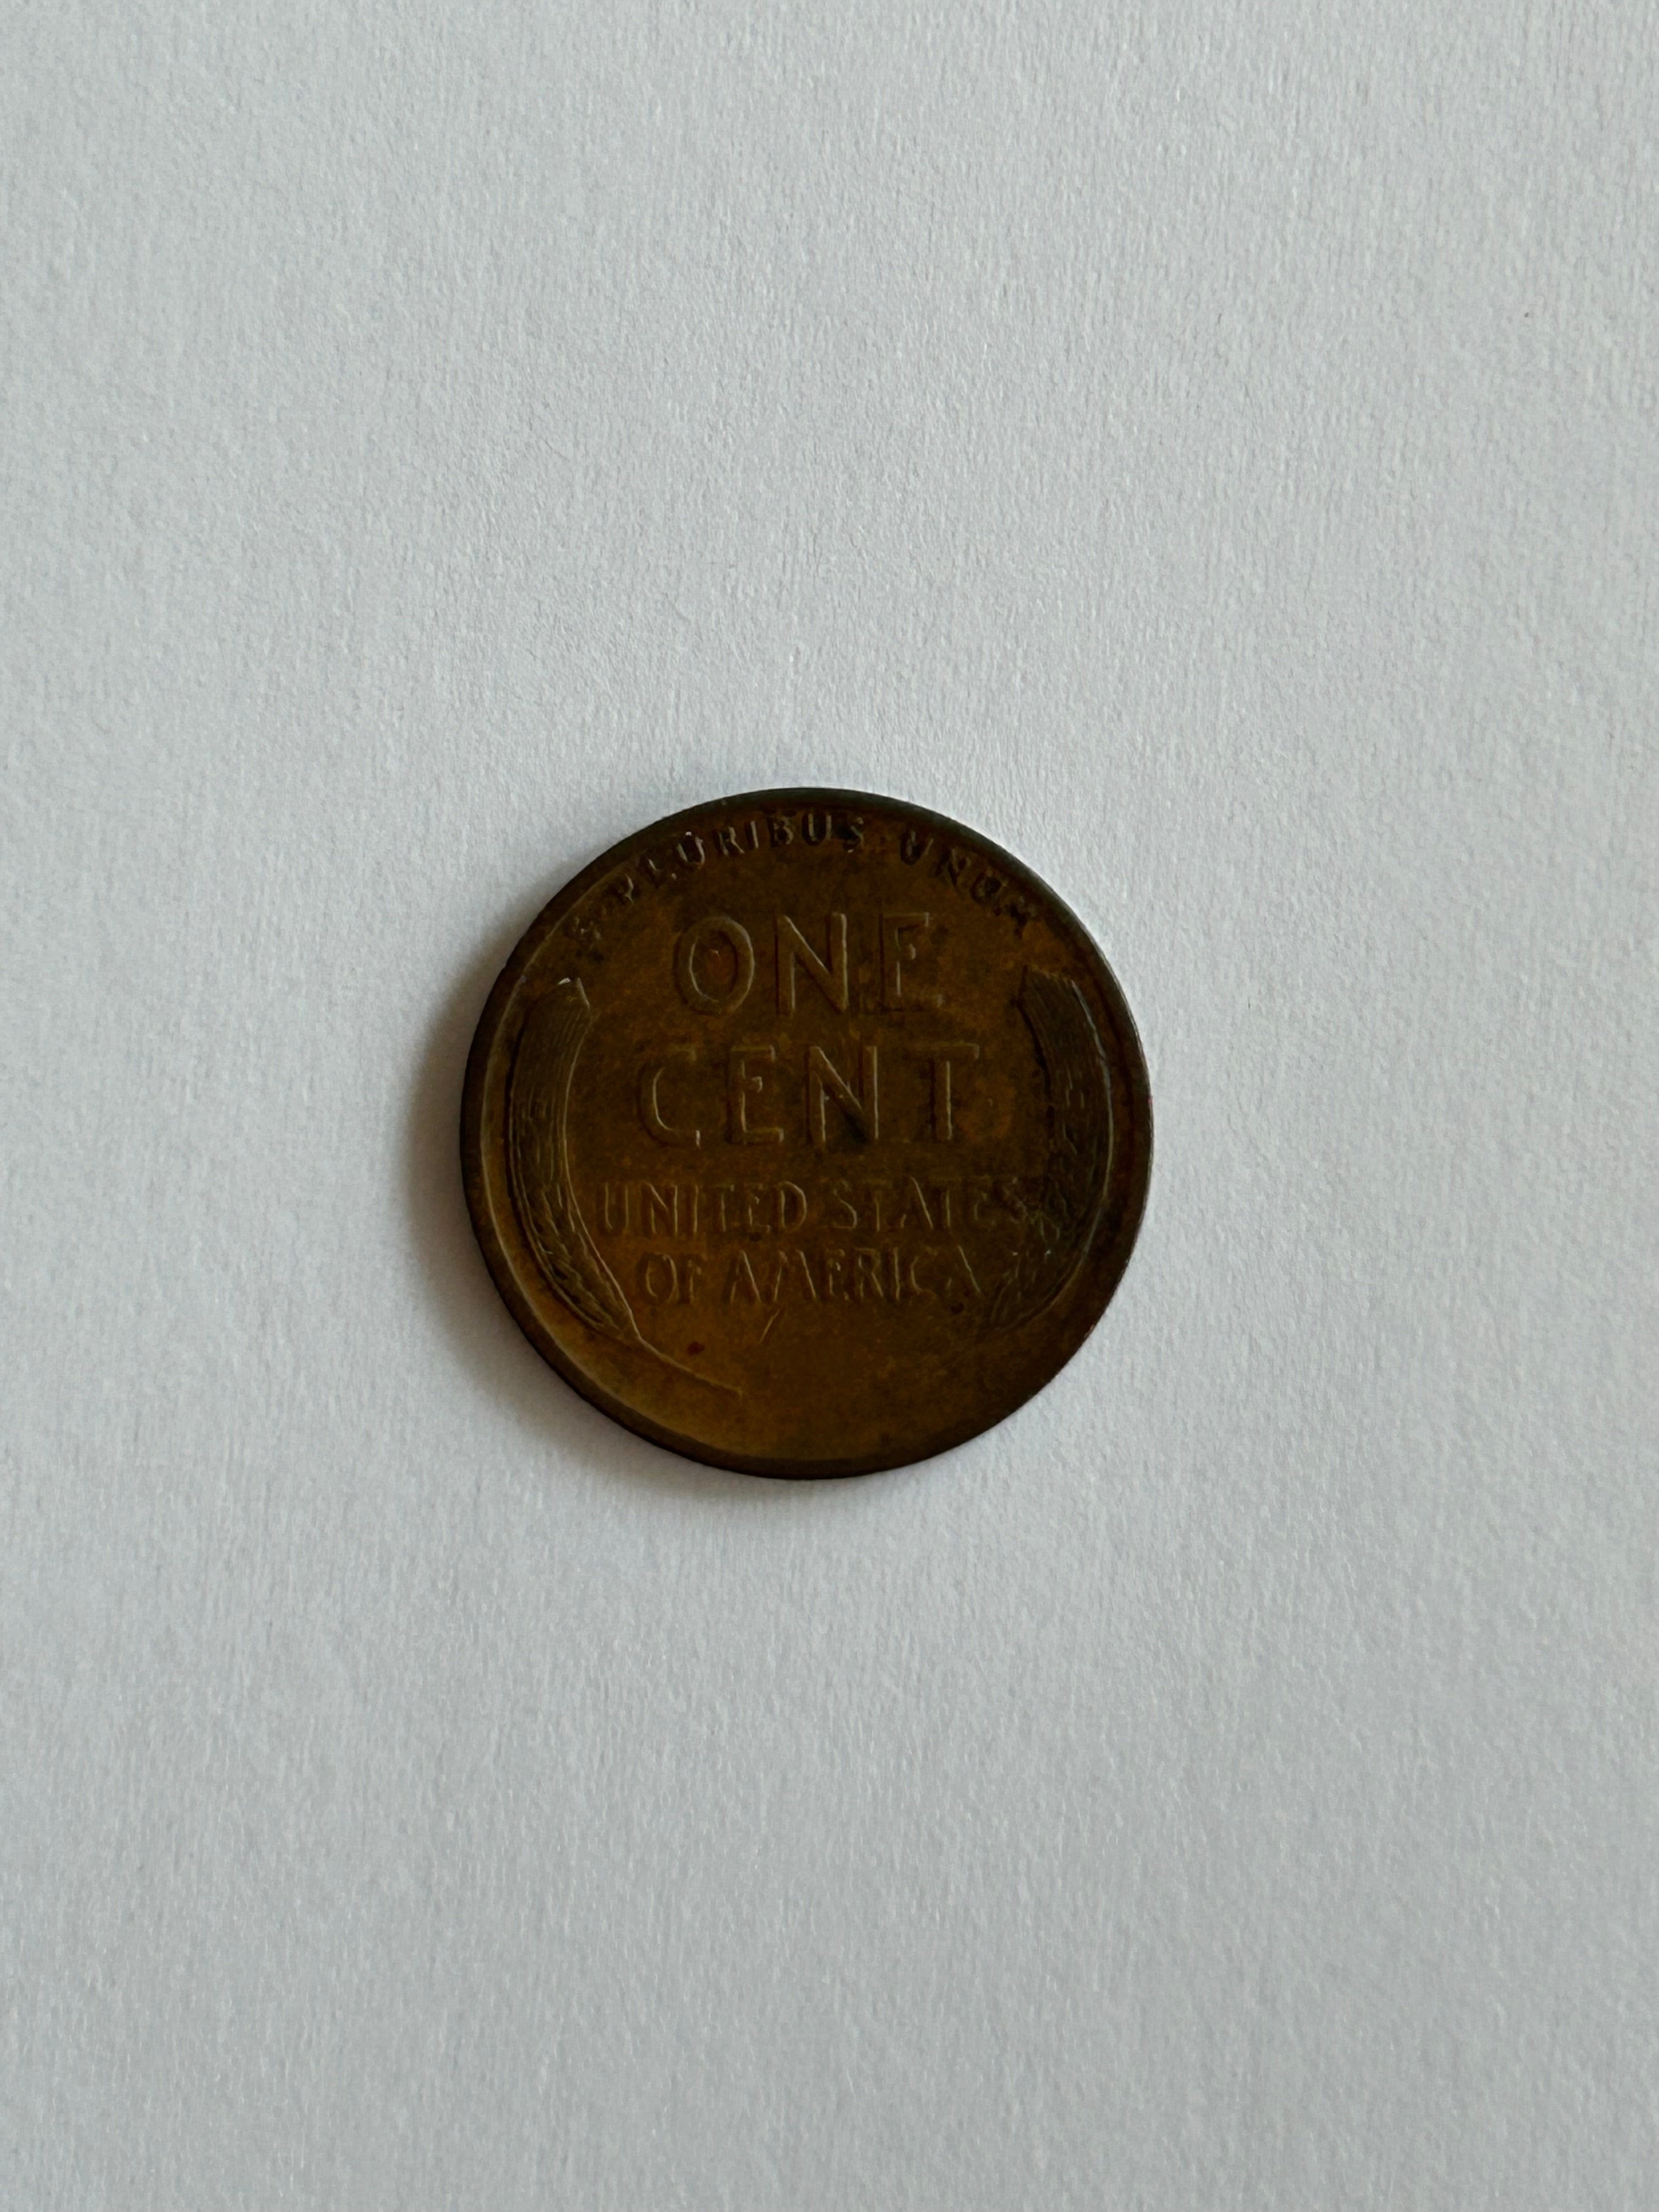 E·PLURIBUS·UNUM
ONE
CENT
UNITED STATES
OF AMERICA